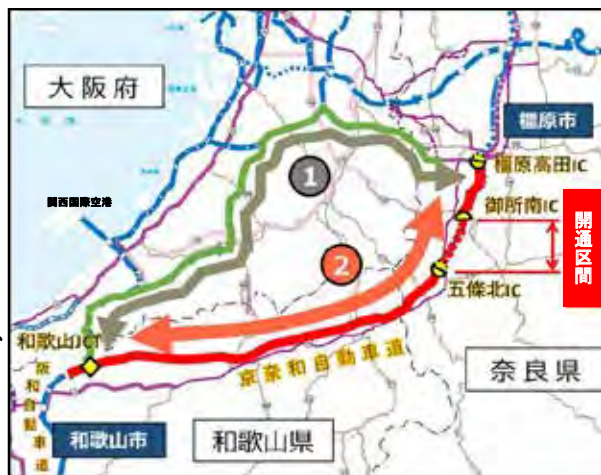 大阪府
橿原市
橿原高田IC
関西国際空港
1
御所南IC
開通区間
2
五條北IC
和歌山JCT
京奈和自動車道
奈良県
阪和自動車道
和歌山市
和歌山県